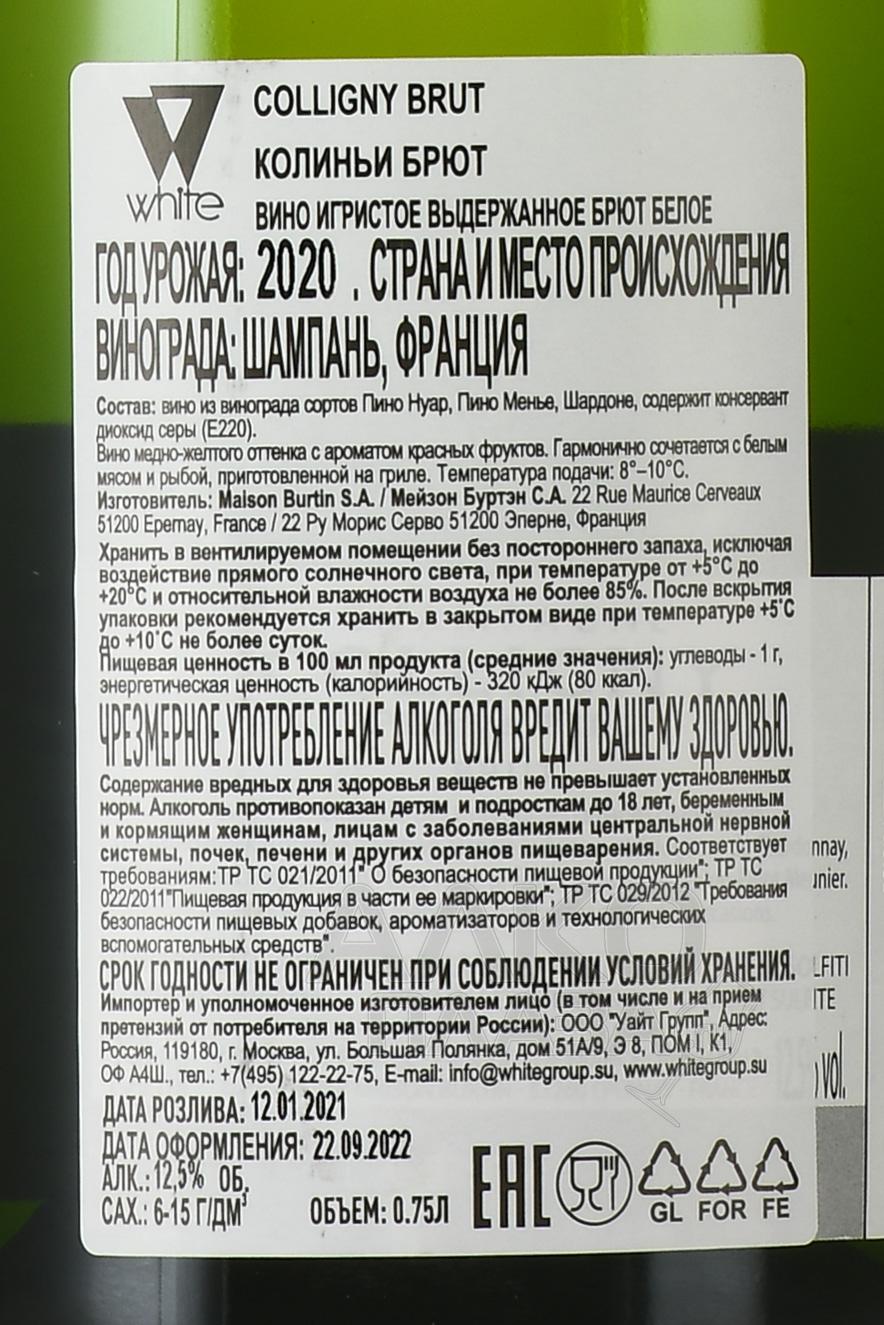 COLLIGNY BRUT
white
КОЛИНЬИ БРЮТ
ВИНО ИГРИСТОЕ ВЫДЕРЖАННОЕ БРЮТ БЕЛОЕ
ГОД УРОЖАЯ: 2020 . СТРАНА И МЕСТО ПРОИСХОЖДЕНИЯ
ВИНОГРАДА: ШАМПАНЬ, ФРАНЦИЯ
Состав: вино из винограда сортов Пино Нуар, Пино Менье, Шардоне, содержит консервант
диоксид серы (Е220).
Вино медно-желтого оттенка с ароматом красных фруктов. Гармонично сочетается с белым
мясом и рыбой, приготовленной на гриле. Температура подачи: 8°–10°С.
Изготовитель: Maison Burtin S.A. / Мейзон Буртэн С.А. 22 Rue Maurice Cerveaux
51200 Epernay, France / 22 Ру Морис Серво 51200 Эперне, Франция
Хранить в вентилируемом помещении без постороннего запаха, исключая
воздействие прямого солнечного света, при температуре от +5°С до
+20°С и относительной влажности воздуха не более 85%. После вскрытия
упаковки рекомендуется хранить в закрытом виде при температуре +5°С
до +10°С не более суток.
Пищевая ценность в 100 мл продукта (средние значения): углеводы - 1 г,
энергетическая ценность (калорийность) - 320 кДж (80 ккал).
ЧРЕЗМЕРНОЕ УПОТРЕБЛЕНИЕ АЛКОГОЛЯ ВРЕДИТ ВАШЕМУ ЗДОРОВЬЮ.
Содержание вредных для здоровья веществ не превышает установленных
норм. Алкоголь противопоказан детям и подросткам до 18 лет, беременным
и кормящим женщинам, лицам с заболеваниями центральной нервной
системы, почек, печени и других органов пищеварения. Соответствует
требованиям:ТР ТС 021/2011" О безопасности пищевой продукции"; ТР ТС
022/2011"Пищевая продукция в части ее маркировки"; ТР ТС 029/2012 "Требования
безопасности пищевых добавок, ароматизаторов и технологических
вспомогательных средств".
СРОК ГОДНОСТИ НЕ ОГРАНИЧЕН ПРИ СОБЛЮДЕНИИ УСЛОВИЙ ХРАНЕНИЯ.
Импортер и уполномоченное изготовителем лицо (в том числе и на прием
претензий от потребителя на территории России): ООО "Уайт Групп", Адрес:
Россия, 119180, г. Москва, ул. Большая Полянка, дом 51А/9, Э 8, ПОМ I, К1,
ОФ А4Ш., тел.: +7(495) 122-22-75, E-mail: info@whitegroup.su, www.whitegroup.su
ДАТА РОЗЛИВА: 12.01.2021
ДАТА ОФОРМЛЕНИЯ: 22.09.2022
АЛК.: 12,5% ОБ,
САХ.: 6-15 Г/ДМ³
ОБЪЕМ: 0.75Л
EAC
GL FOR FE
VOL.